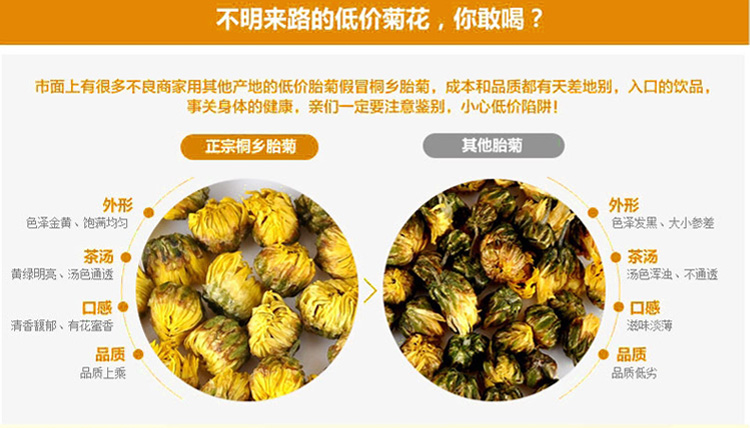 不明来路的低价菊花，你敢喝？
市面上有很多不良商家用其他产地的低价胎菊假冒桐乡胎菊，成本和品质都有天差地别，入口的饮品，
事关身体的健康，亲们一定要注意鉴别，小心低价陷阱！
正宗桐乡胎菊
其他胎菊
外形
色泽金黄、饱满均匀
茶汤
黄绿明亮、汤色通透
口感
清香馥郁、有花蜜香
品质
品质上乘
外形
色泽发黑、大小参差
茶汤
汤色浑浊、不通透
口感
滋味淡薄
品质
品质低劣